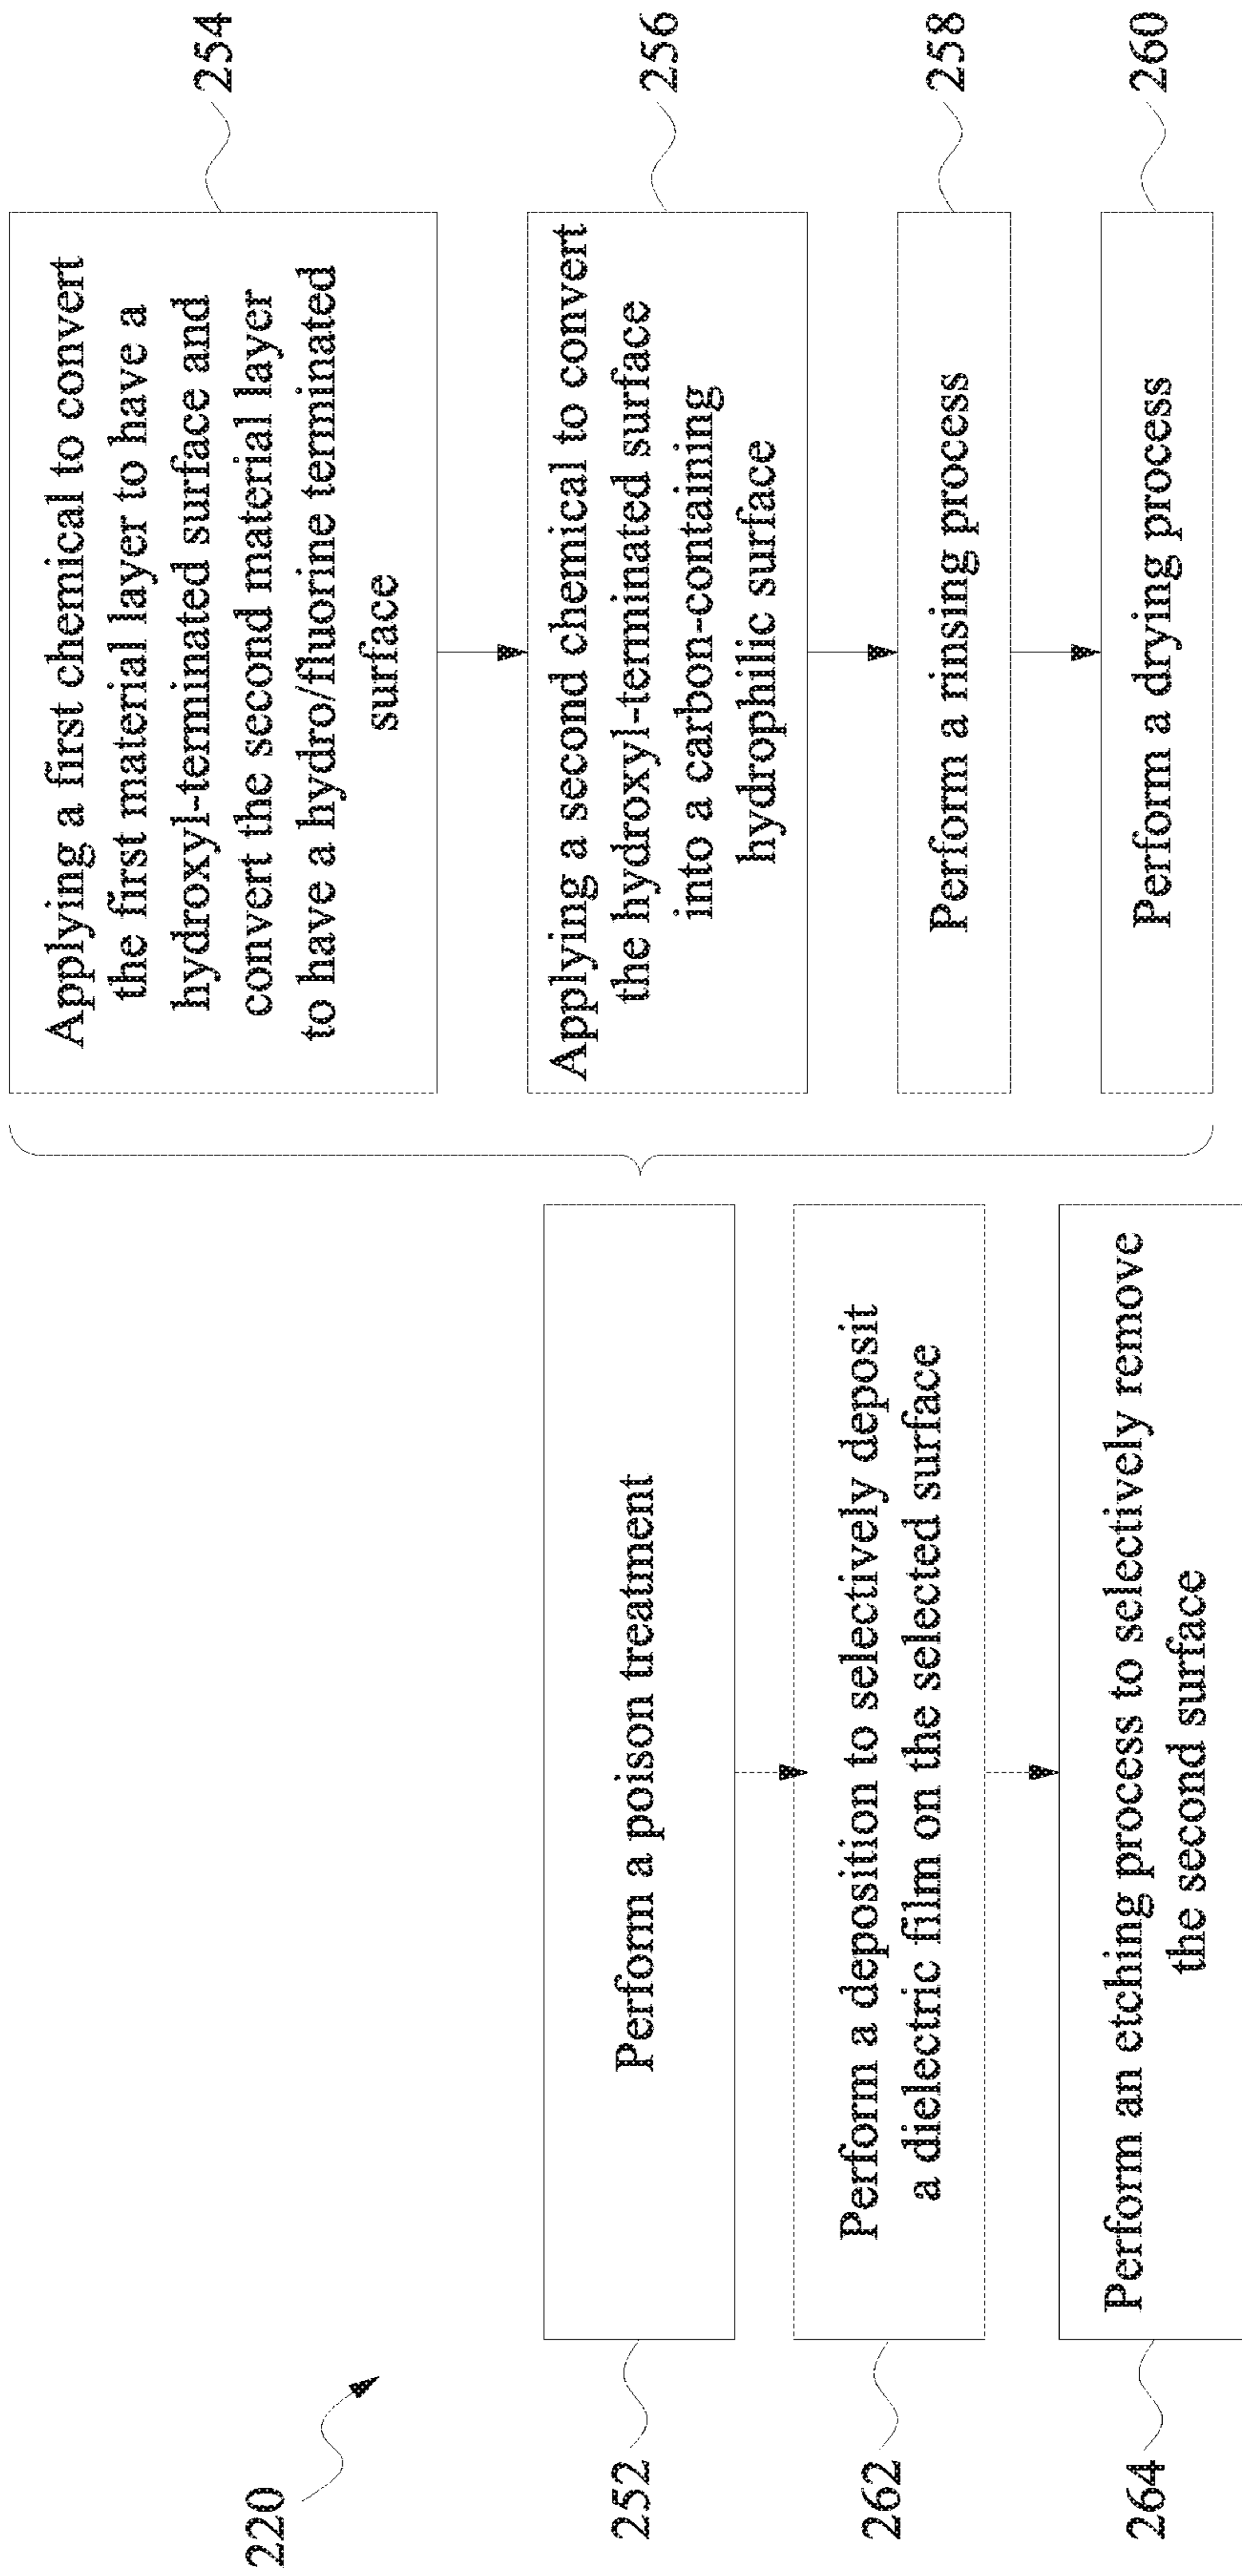 220
252
Perform a poison treatment
262
Perform a deposition to selectively deposit
a dielectric film on the selected surface
264
Perform an etching process to selectively remove
the second surface
Applying a first chemical to convert
the first material layer to have a
hydroxyl-terminated surface and
convert the second material layer
to have a hydro/fluorine terminated
surface
254
Applying a second chemical to convert
the hydroxyl-terminated surface
into a carbon-containing
hydrophilic surface
256
Perform a rinsing process
258
Perform a drying process
260